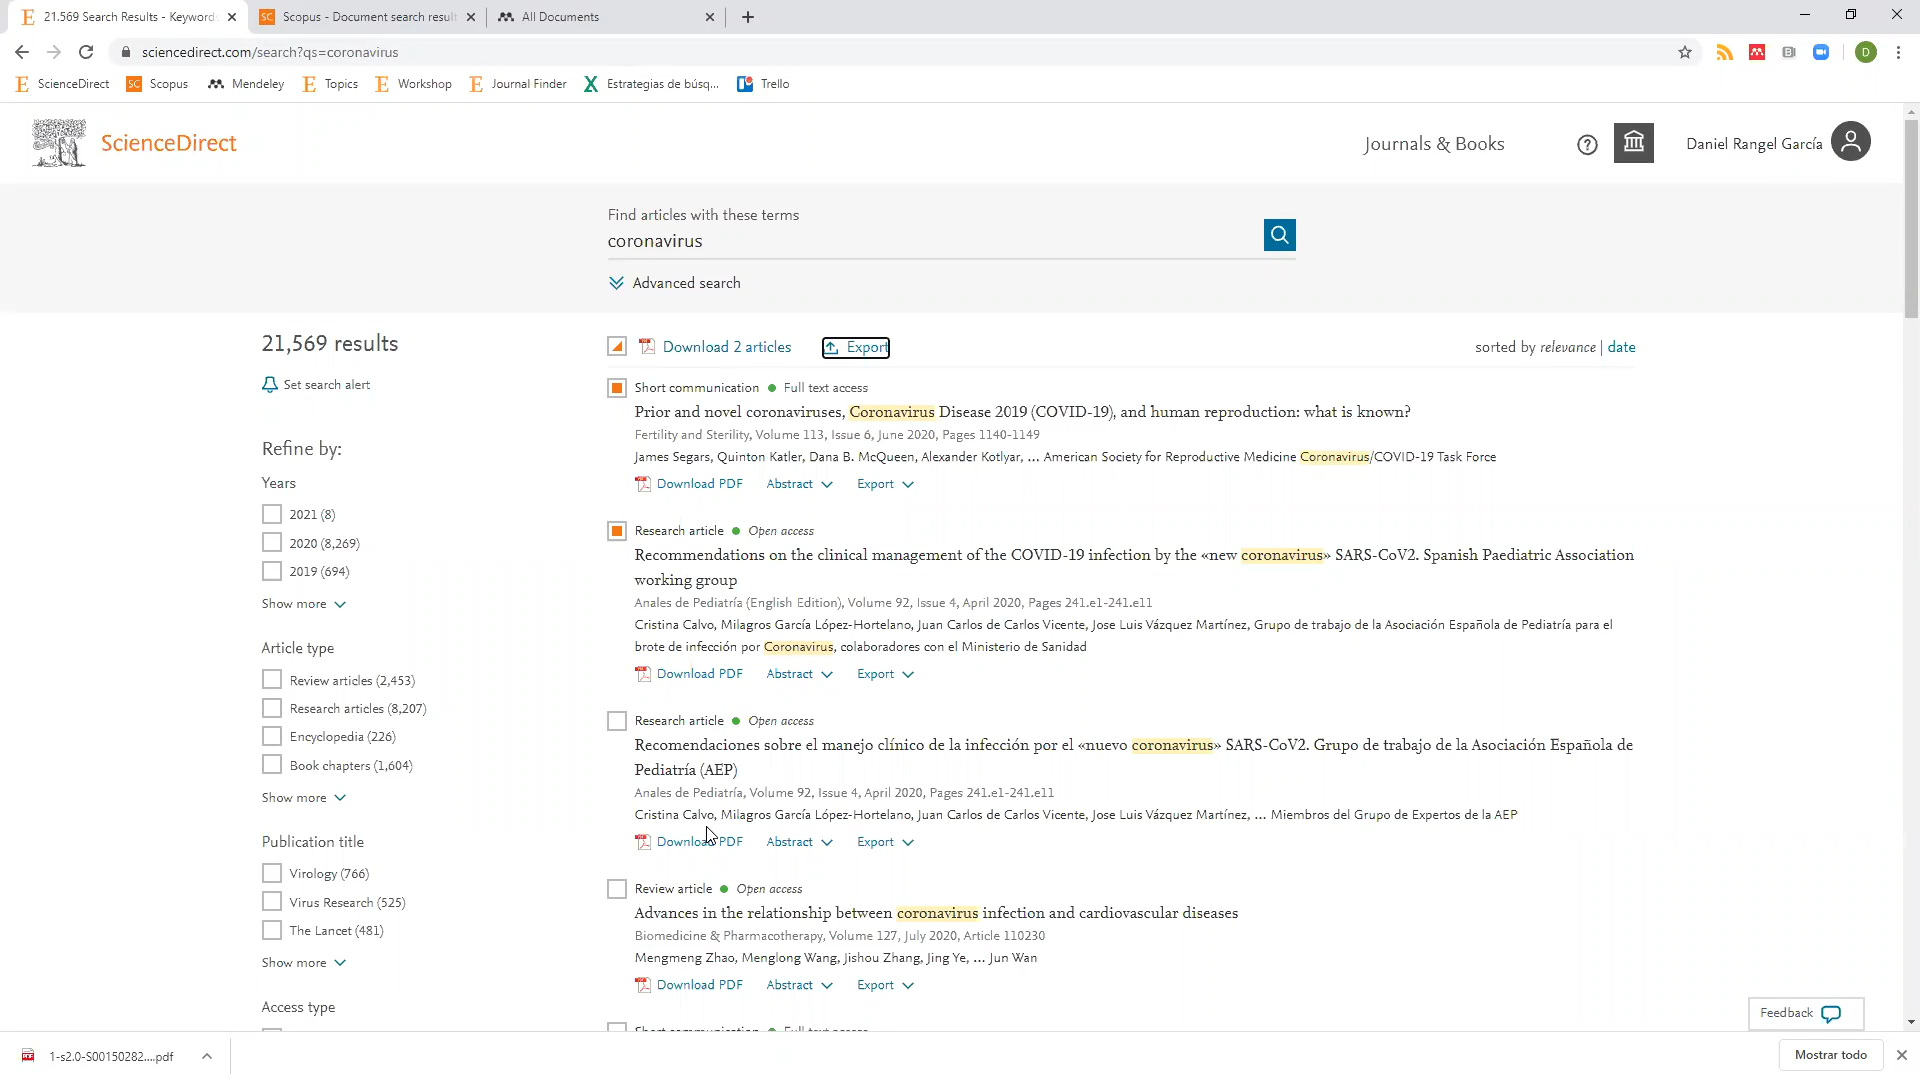 21.569 Search Results - Keyword
Scopus - Document search result
All Documents
sciencedirect.com/search?qs=coronavirus
D
ScienceDirect
SC
Scopus
Mendeley
Topics
Workshop
Journal Finder
Estrategias de búsq...
Trello
ScienceDirect
Journals & Books
Daniel Rangel García
Find articles with these terms
coronavirus
Advanced search
21,569 results
Set search alert
Refine by:
Years
2021 (8)
2020 (8,269)
2019 (694)
Show more
Article type
Review articles (2,453)
Research articles (8,207)
Encyclopedia (226)
Book chapters (1,604)
Show more
Publication title
Virology (766)
Virus Research (525)
The Lancet (481)
Show more
Access type
Download 2 articles
Export
sorted by relevance | date
Short communication ● Full text access
Prior and novel coronaviruses, Coronavirus Disease 2019 (COVID-19), and human reproduction: what is known?
Fertility and Sterility, Volume 113, Issue 6, June 2020, Pages 1140-1149
James Segars, Quinton Katler, Dana B. McQueen, Alexander Kotlyar, ... American Society for Reproductive Medicine Coronavirus/COVID-19 Task Force
Download PDF Abstract Export
Research article ● Open access
Recommendations on the clinical management of the COVID-19 infection by the «new coronavirus» SARS-CoV2. Spanish Paediatric Association
working group
Anales de Pediatría (English Edition), Volume 92, Issue 4, April 2020, Pages 241.e1-241.e11
Cristina Calvo, Milagros García López-Hortelano, Juan Carlos de Carlos Vicente, Jose Luis Vázquez Martínez, Grupo de trabajo de la Asociación Española de Pediatría para el
brote de infección por Coronavirus, colaboradores con el Ministerio de Sanidad
Download PDF Abstract Export
Research article ● Open access
Recomendaciones sobre el manejo clínico de la infección por el «nuevo coronavirus» SARS-CoV2. Grupo de trabajo de la Asociación Española de
Pediatría (AEP)
Anales de Pediatría, Volume 92, Issue 4, April 2020, Pages 241.e1-241.e11
Cristina Calvo, Milagros García López-Hortelano, Juan Carlos de Carlos Vicente, Jose Luis Vázquez Martínez, ... Miembros del Grupo de Expertos de la AEP
Download PDF Abstract Export
Review article ● Open access
Advances in the relationship between coronavirus infection and cardiovascular diseases
Biomedicine & Pharmacotherapy, Volume 127, July 2020, Article 110230
Mengmeng Zhao, Menglong Wang, Jishou Zhang, Jing Ye, ... Jun Wan
Download PDF Abstract Export
Short communication ● Full text access
Feedback
1-s2.0-S00150282....pdf
Mostrar todo